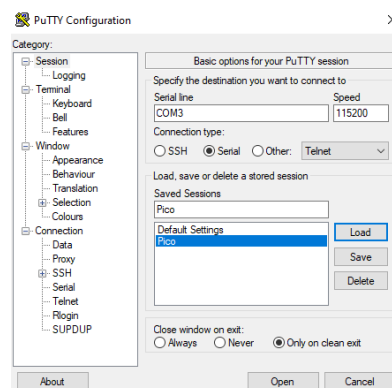 PuTTY Configuration
Category:
Session
Logging
Terminal
Keyboard
Bell
Features
Window
Appearance
Behaviour
Translation
Selection
Colours
Connection
Data
Proxy
SSH
Serial
Telnet
Rlogin
SUPDUP
Basic options for your PuTTY session
Specify the destination you want to connect to
Serial line Speed
COM3 115200
Connection type:
SSH Serial Other: Telnet
Load, save or delete a stored session
Saved Sessions
Pico
Default Settings
Pico
Load
Save
Delete
Close window on exit:
Always Never Only on clean exit
About Open Cancel